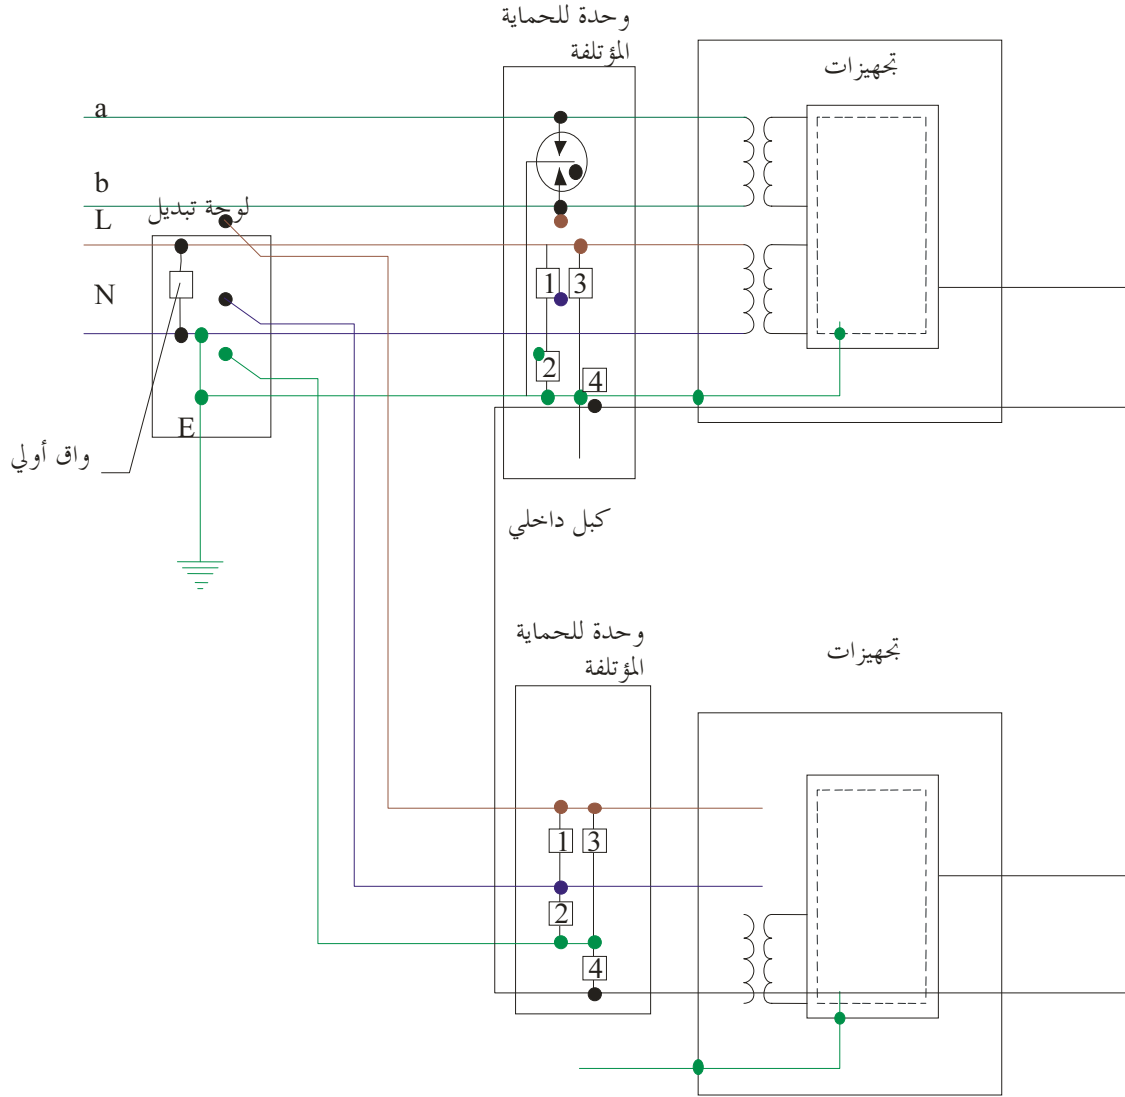 وحدة للحماية
المؤتلفة
تجهيزات
a
b
L
لوحة تبديل
N
1
3
2
4
E
واق أولي
كبل داخلي
وحدة للحماية
المؤتلفة
تجهيزات
1
3
2
4